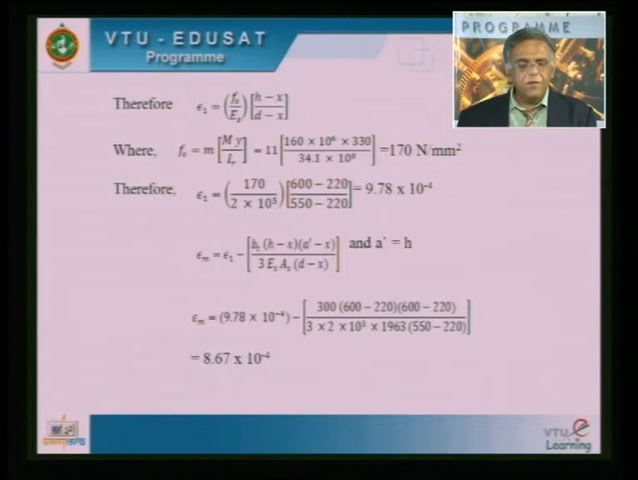 PROGRAMME
VTU - EDUSAT
Programme
Therefore ϵ₁ = (fₛ/Eₛ) [h − x / d − x]
Where, fₛ = m [M y / Iᵣ] = 11 [160 × 10⁶ × 330 / 34.1 × 10⁸] =170 N/mm²
Therefore, ϵ₁ = (170 / 2 × 10⁵) [600 − 220 / 550 − 220] = 9.78 x 10⁻⁴
ϵₘ = ϵ₁ − [bₜ (h − x)(a' − x) / 3 Eₛ Aₛ (d − x)] and a' = h
ϵₘ = (9.78 × 10⁻⁴) − [300 (600 − 220)(600 − 220) / 3 × 2 × 10⁵ × 1963 (550 − 220)]
= 8.67 x 10⁻⁴
VTU e
Learning